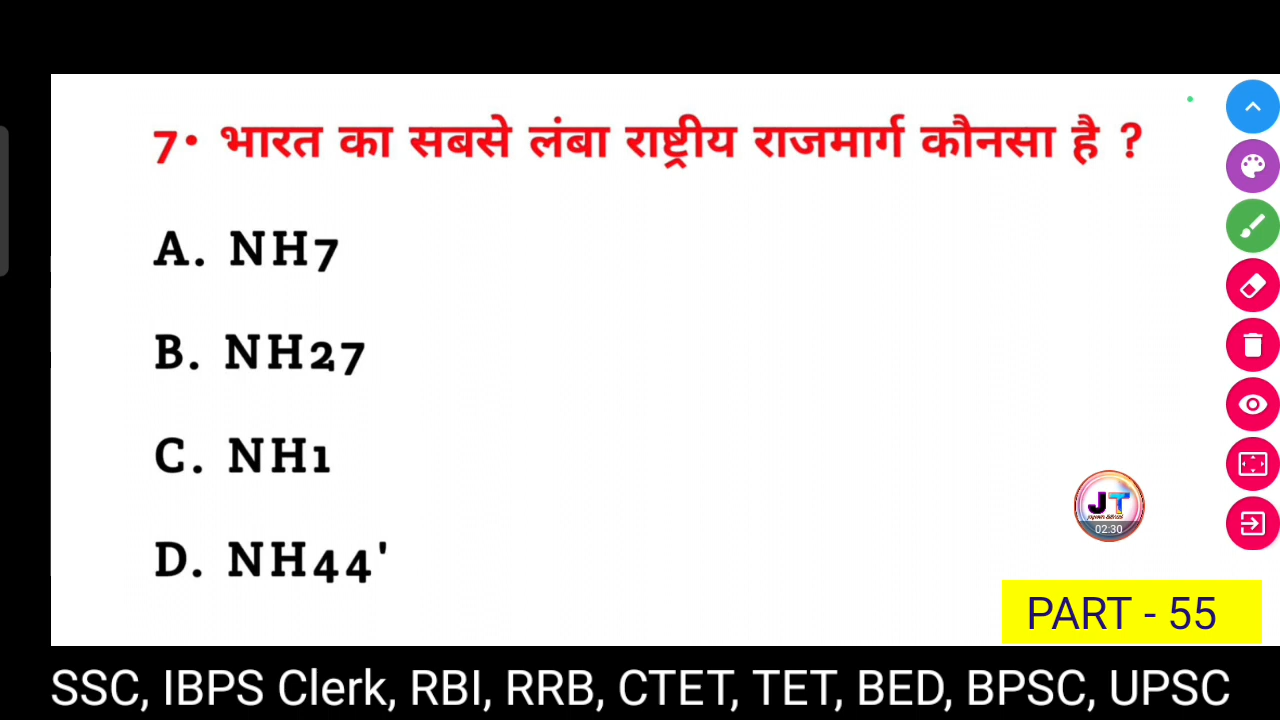 7• भारत का सबसे लंबा राष्ट्रीय राजमार्ग कौनसा है ?
A. NH7
B. NH27
C. NH1
D. NH44'
JT
02:30
PART - 55
SSC, IBPS Clerk, RBI, RRB, CTET, TET, BED, BPSC, UPSC